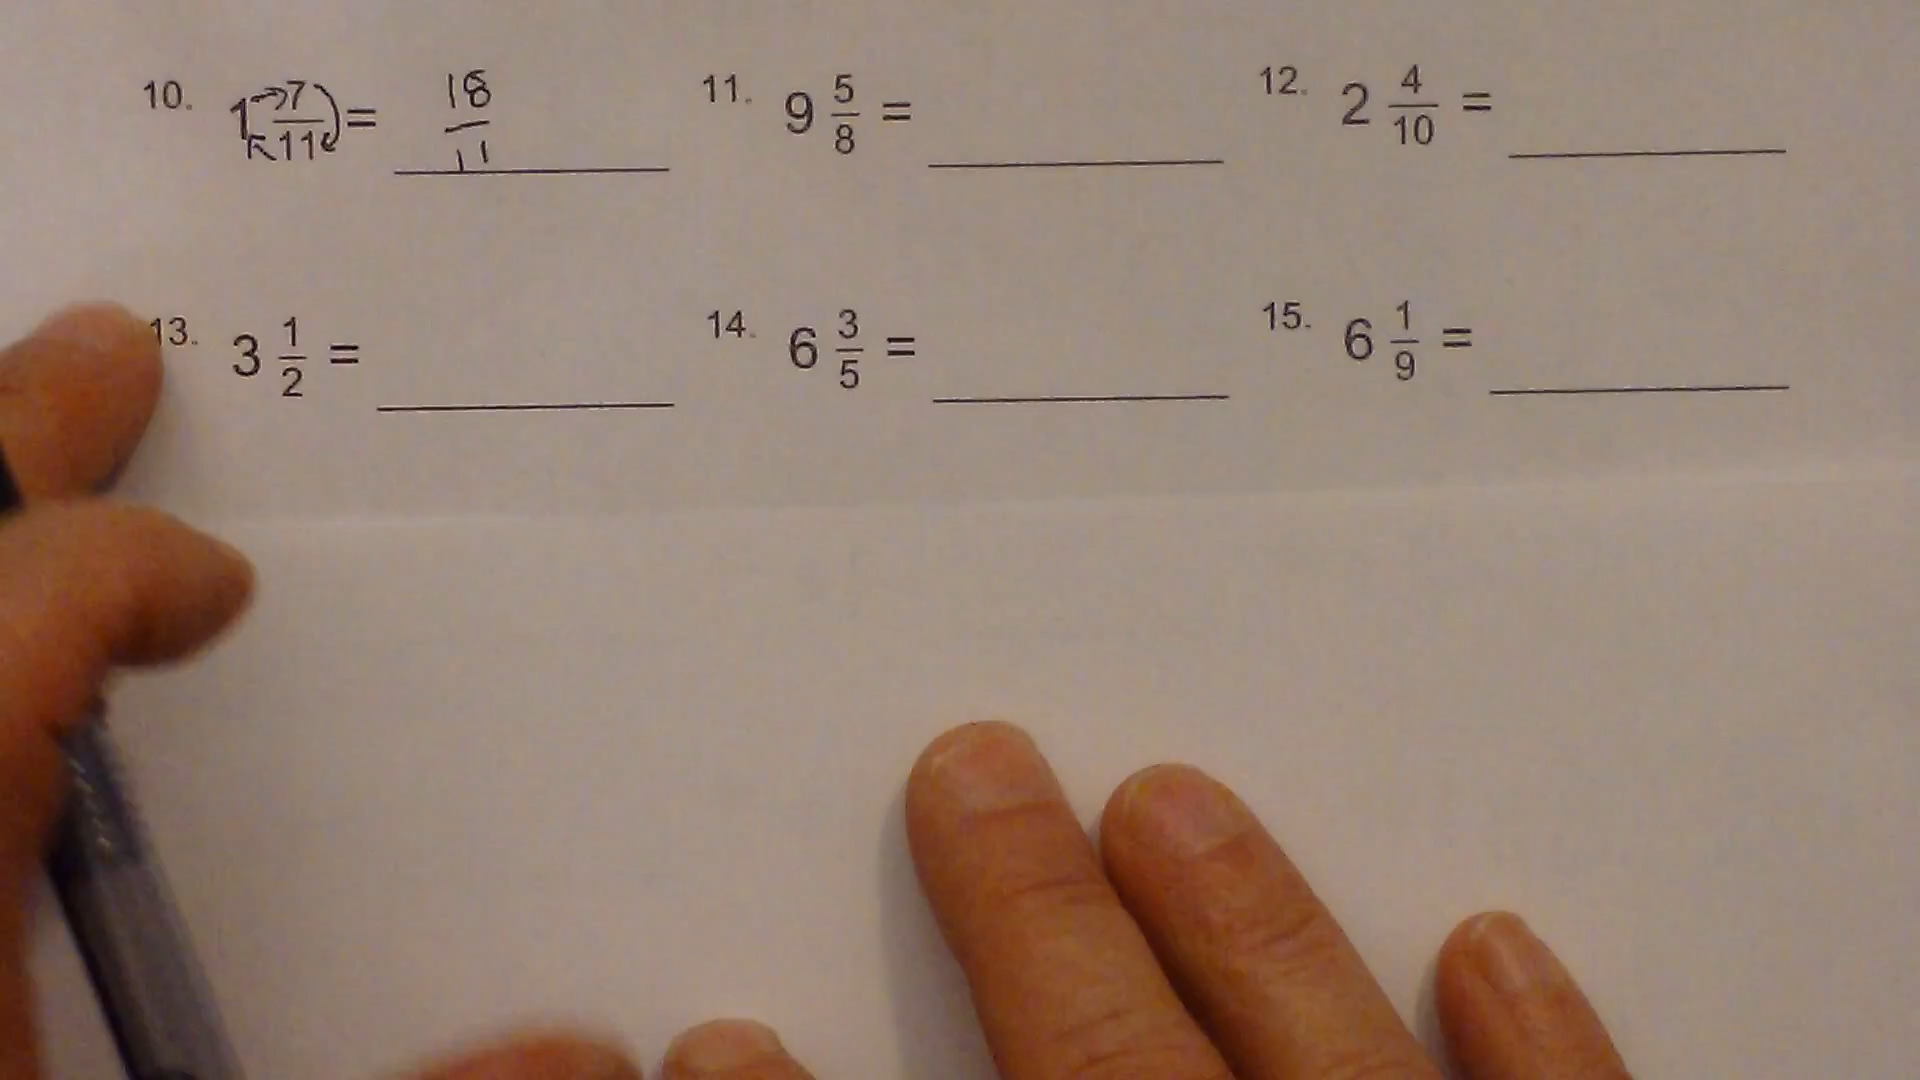 10. 1 7/11 = 18/11
11. 9 5/8 = 
12. 2 4/10 = 
13. 3 1/2 = 
14. 6 3/5 = 
15. 6 1/9 =